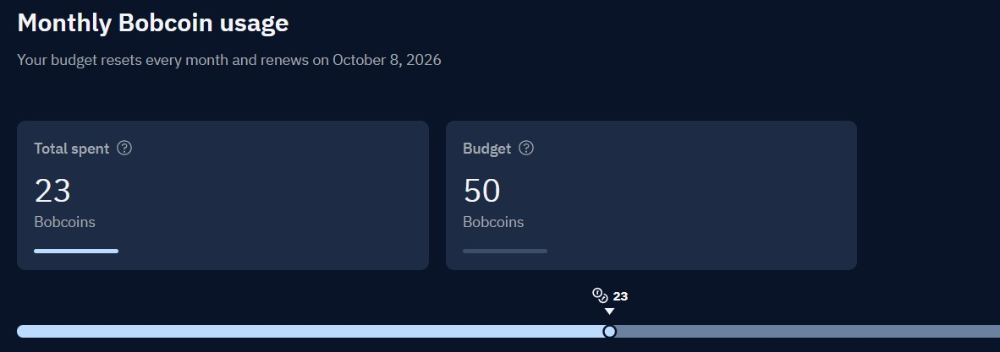 Monthly Bobcoin usage
Your budget resets every month and renews on October 8, 2026
Total spent
23
Bobcoins
Budget
50
Bobcoins
23